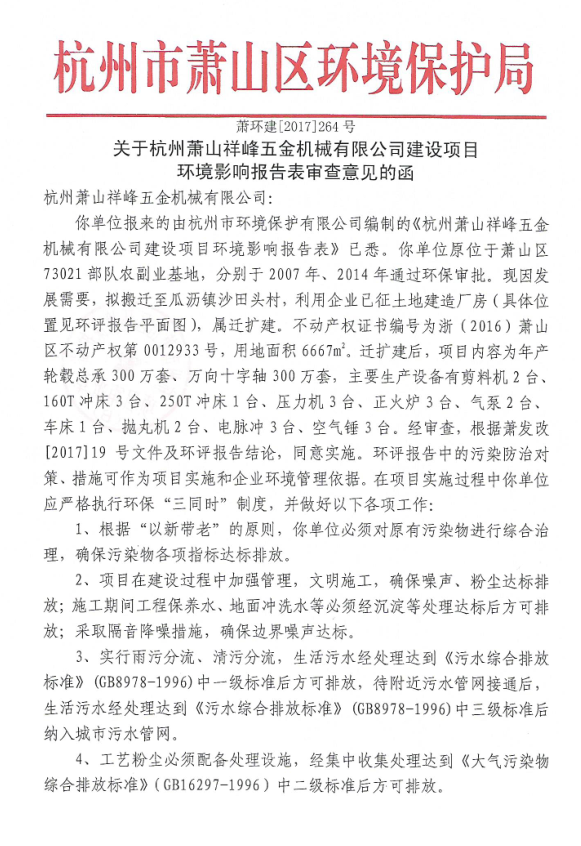 杭州市萧山区环境保护局
萧环建[2017]264号
关于杭州萧山祥峰五金机械有限公司建设项目
环境影响报告表审查意见的函
杭州萧山祥峰五金机械有限公司:
你单位报来的由杭州市环境保护有限公司编制的《杭州萧山祥峰五金
机械有限公司建设项目环境影响报告表》已悉。你单位原位于萧山区
73021部队农副业基地，分别于2007年、2014年通过环保审批。现因发
展需要，拟搬迁至瓜沥镇沙田头村，利用企业已征土地建造厂房(具体位
置见环评报告平面图)，属迁扩建。不动产权证书编号为浙（2016）萧山
区不动产权第0012933号，用地面积6667㎡。迁扩建后，项目内容为年产
轮毂总承300万套、万向十字轴300万套，主要生产设备有剪料机2台、
160T冲床3台、250T冲床1台、压力机3台、正火炉3台、气泵2台、
车床1台、抛丸机2台、电脉冲3台、空气锤3台。经审查，根据萧发改
[2017]19 号文件及环评报告结论，同意实施。环评报告中的污染防治对
策、措施可作为项目实施和企业环境管理依据。在项目实施过程中你单位
应严格执行环保“三同时”制度，并做好以下各项工作:
1、根据“以新带老”的原则，你单位必须对原有污染物进行综合治
理，确保污染物各项指标达标排放。
2、项目在建设过程中加强管理，文明施工，确保噪声、粉尘达标排
放；施工期间工程保养水、地面冲洗水等必须经沉淀等处理达标后方可排
放；采取隔音降噪措施，确保边界噪声达标。
3、实行雨污分流、清污分流，生活污水经处理达到《污水综合排放
标准》(GB8978-1996)中一级标准后方可排放，待附近污水管网接通后，
生活污水经处理达到《污水综合排放标准》(GB8978-1996)中三级标准后
纳入城市污水管网。
4、工艺粉尘必须配备处理设施，经集中收集处理达到《大气污染物
综合排放标准》(GB16297-1996）中二级标准后方可排放。